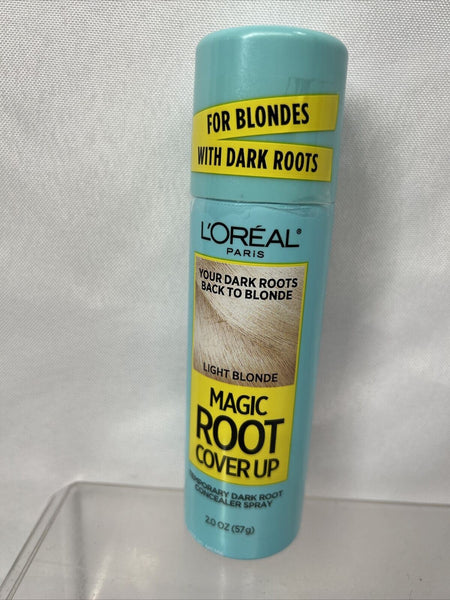 FOR BLONDES
WITH DARK ROOTS
L'ORÉAL®
PARIS
YOUR DARK ROOTS
BACK TO BLONDE
LIGHT BLONDE
MAGIC
ROOT
COVER UP
TEMPORARY DARK ROOT
CONCEALER SPRAY
2.0 OZ (57g)